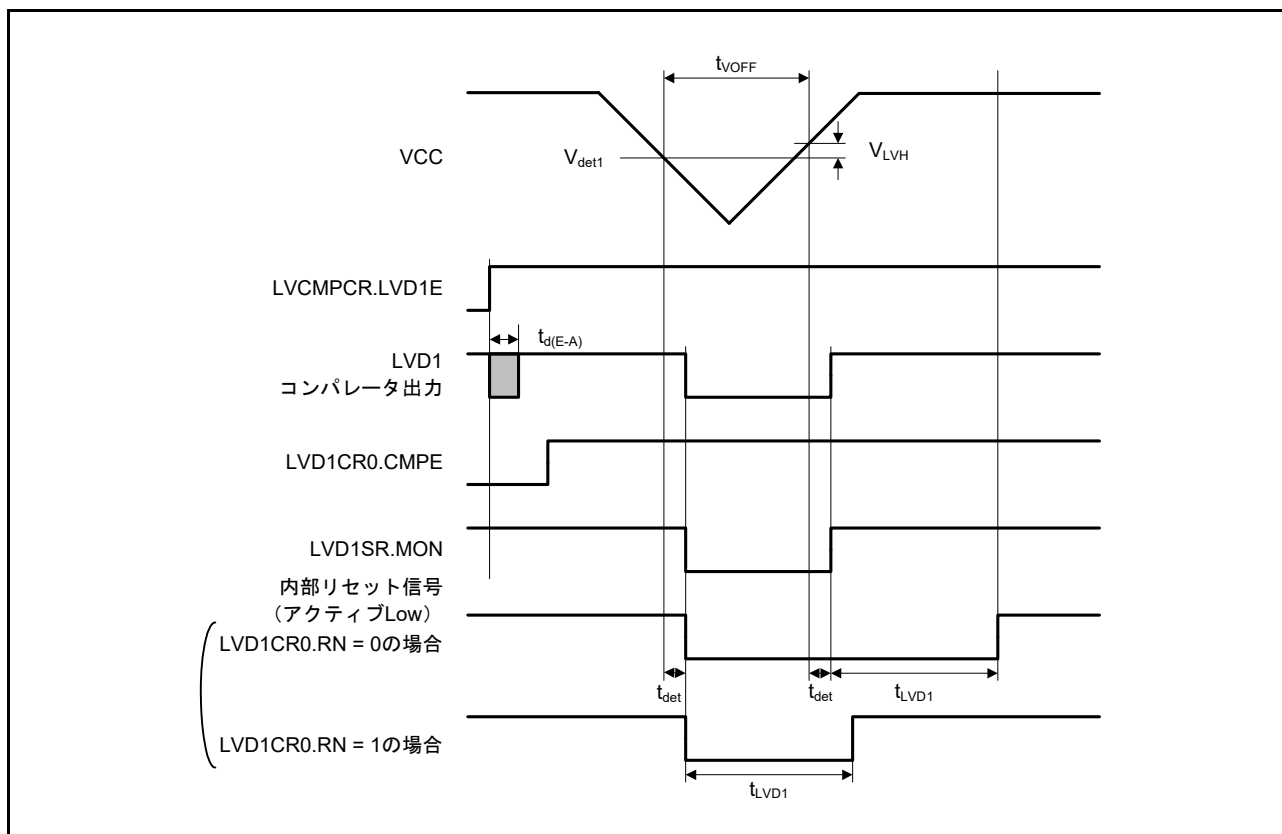 tVOFF
VCC
Vdet1
VLVH
LVCMPCR.LVD1E
td(E-A)
LVD1
コンパレータ出力
LVD1CR0.CMPE
LVD1SR.MON
内部リセット信号
（アクティブLow）
LVD1CR0.RN = 0の場合
tdet
tdet
tLVD1
LVD1CR0.RN = 1の場合
tLVD1